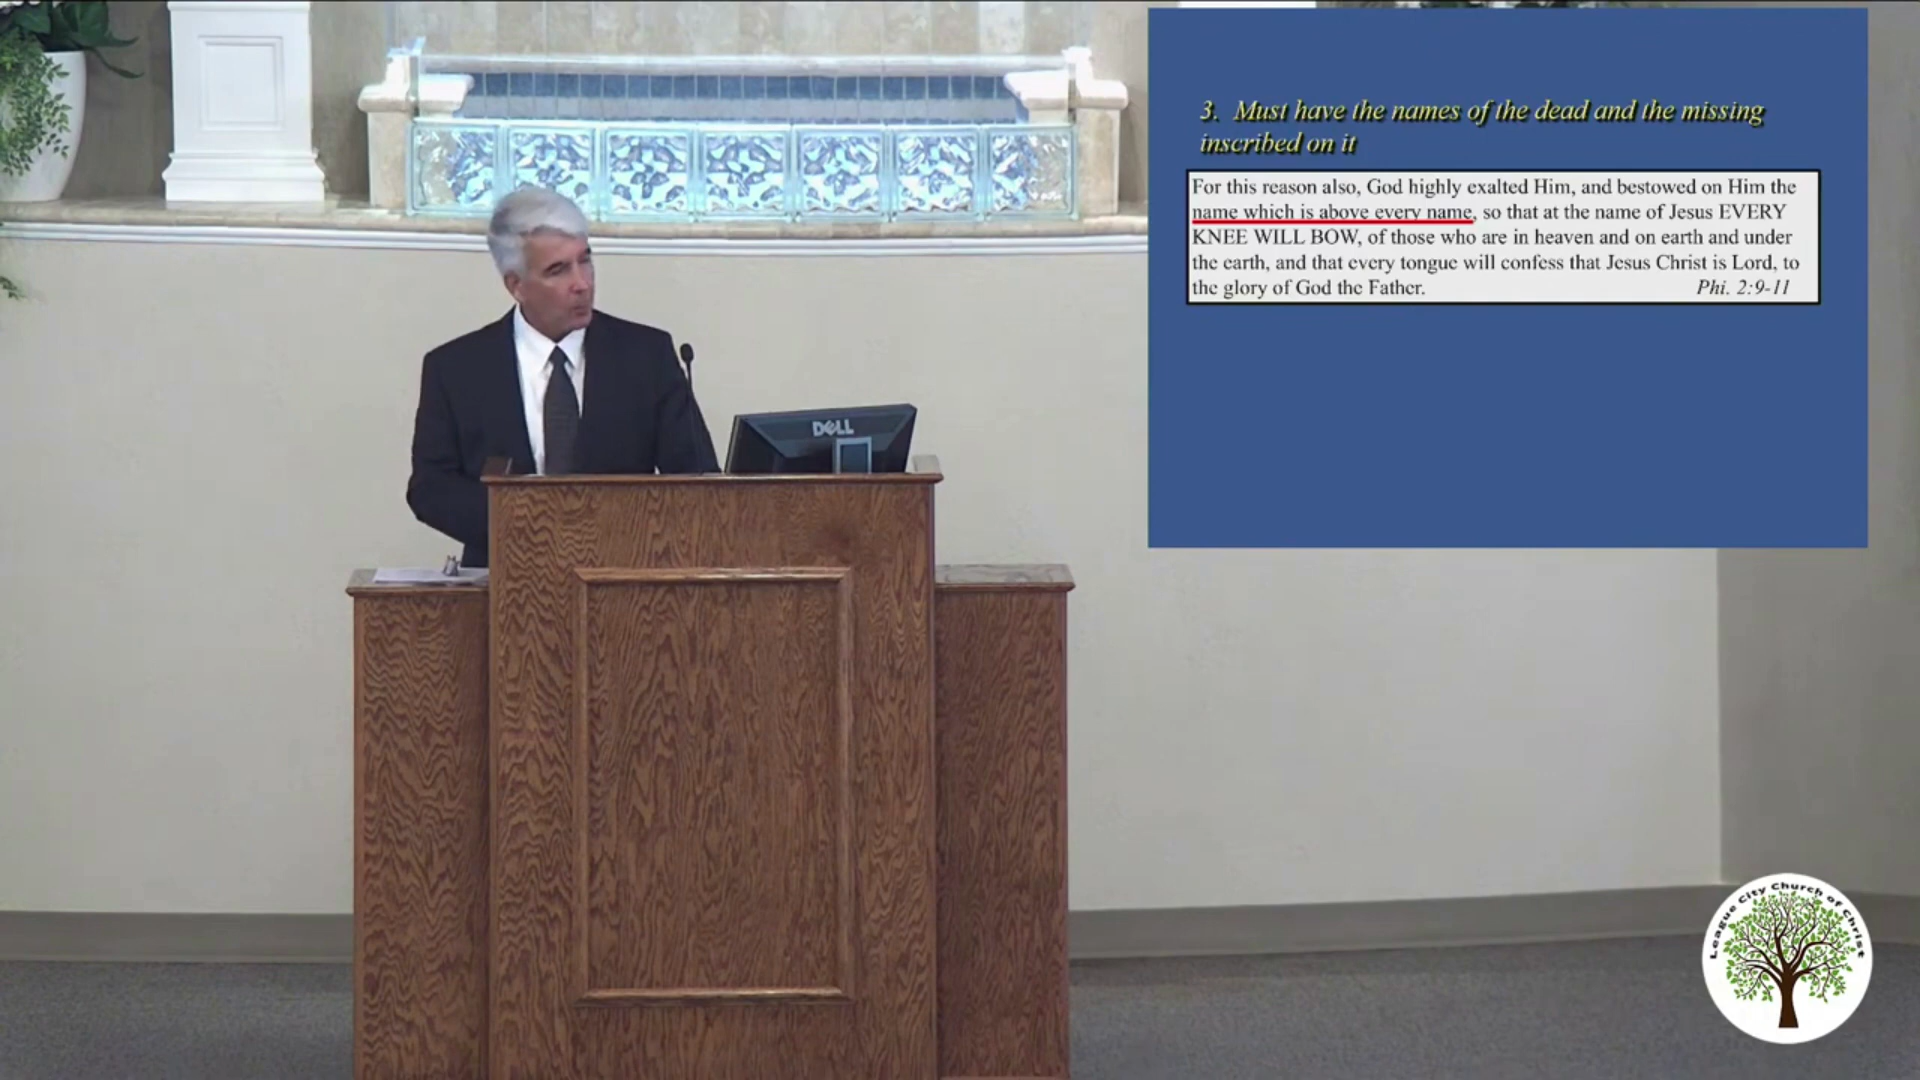 3. Must have the names of the dead and the missing
inscribed on it
For this reason also, God highly exalted Him, and bestowed on Him the
name which is above every name, so that at the name of Jesus EVERY
KNEE WILL BOW, of those who are in heaven and on earth and under
the earth, and that every tongue will confess that Jesus Christ is Lord, to
the glory of God the Father. Phi. 2:9-11
DELL
League City Church of Christ